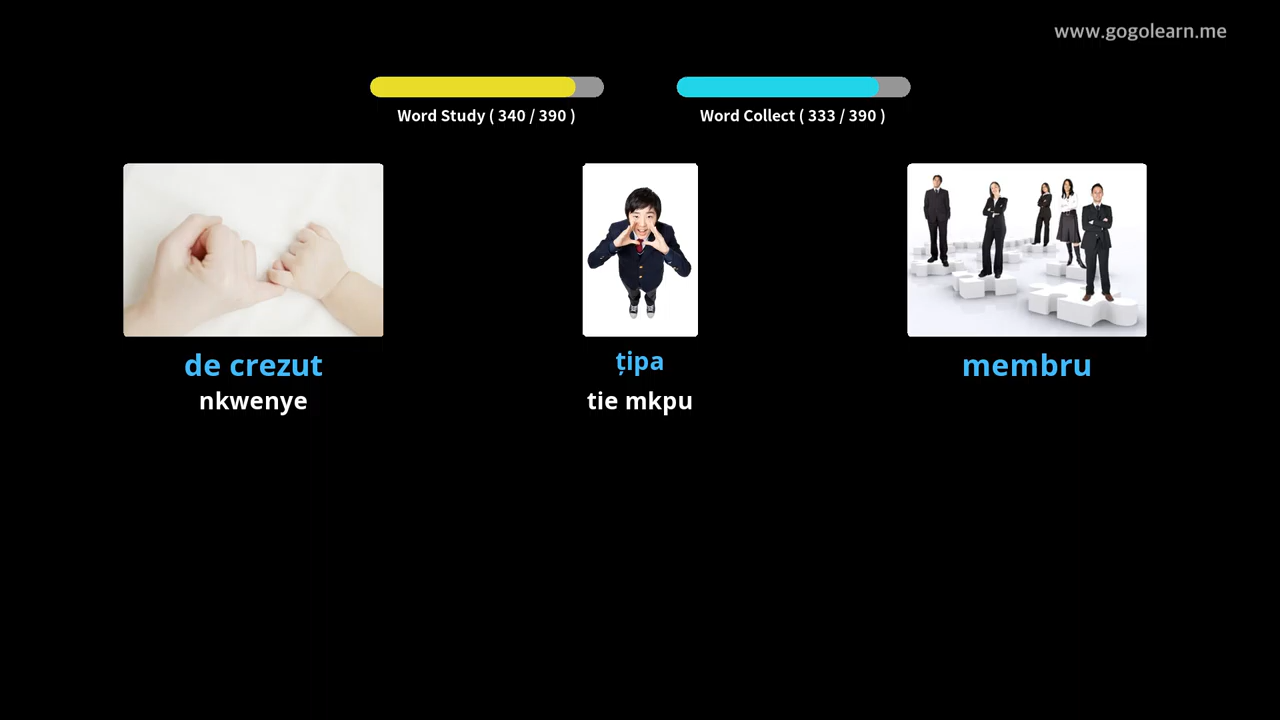 www.gogolearn.me
Word Study ( 340 / 390 )
Word Collect ( 333 / 390 )
de crezut
nkwenye
țipa
tie mkpu
membru